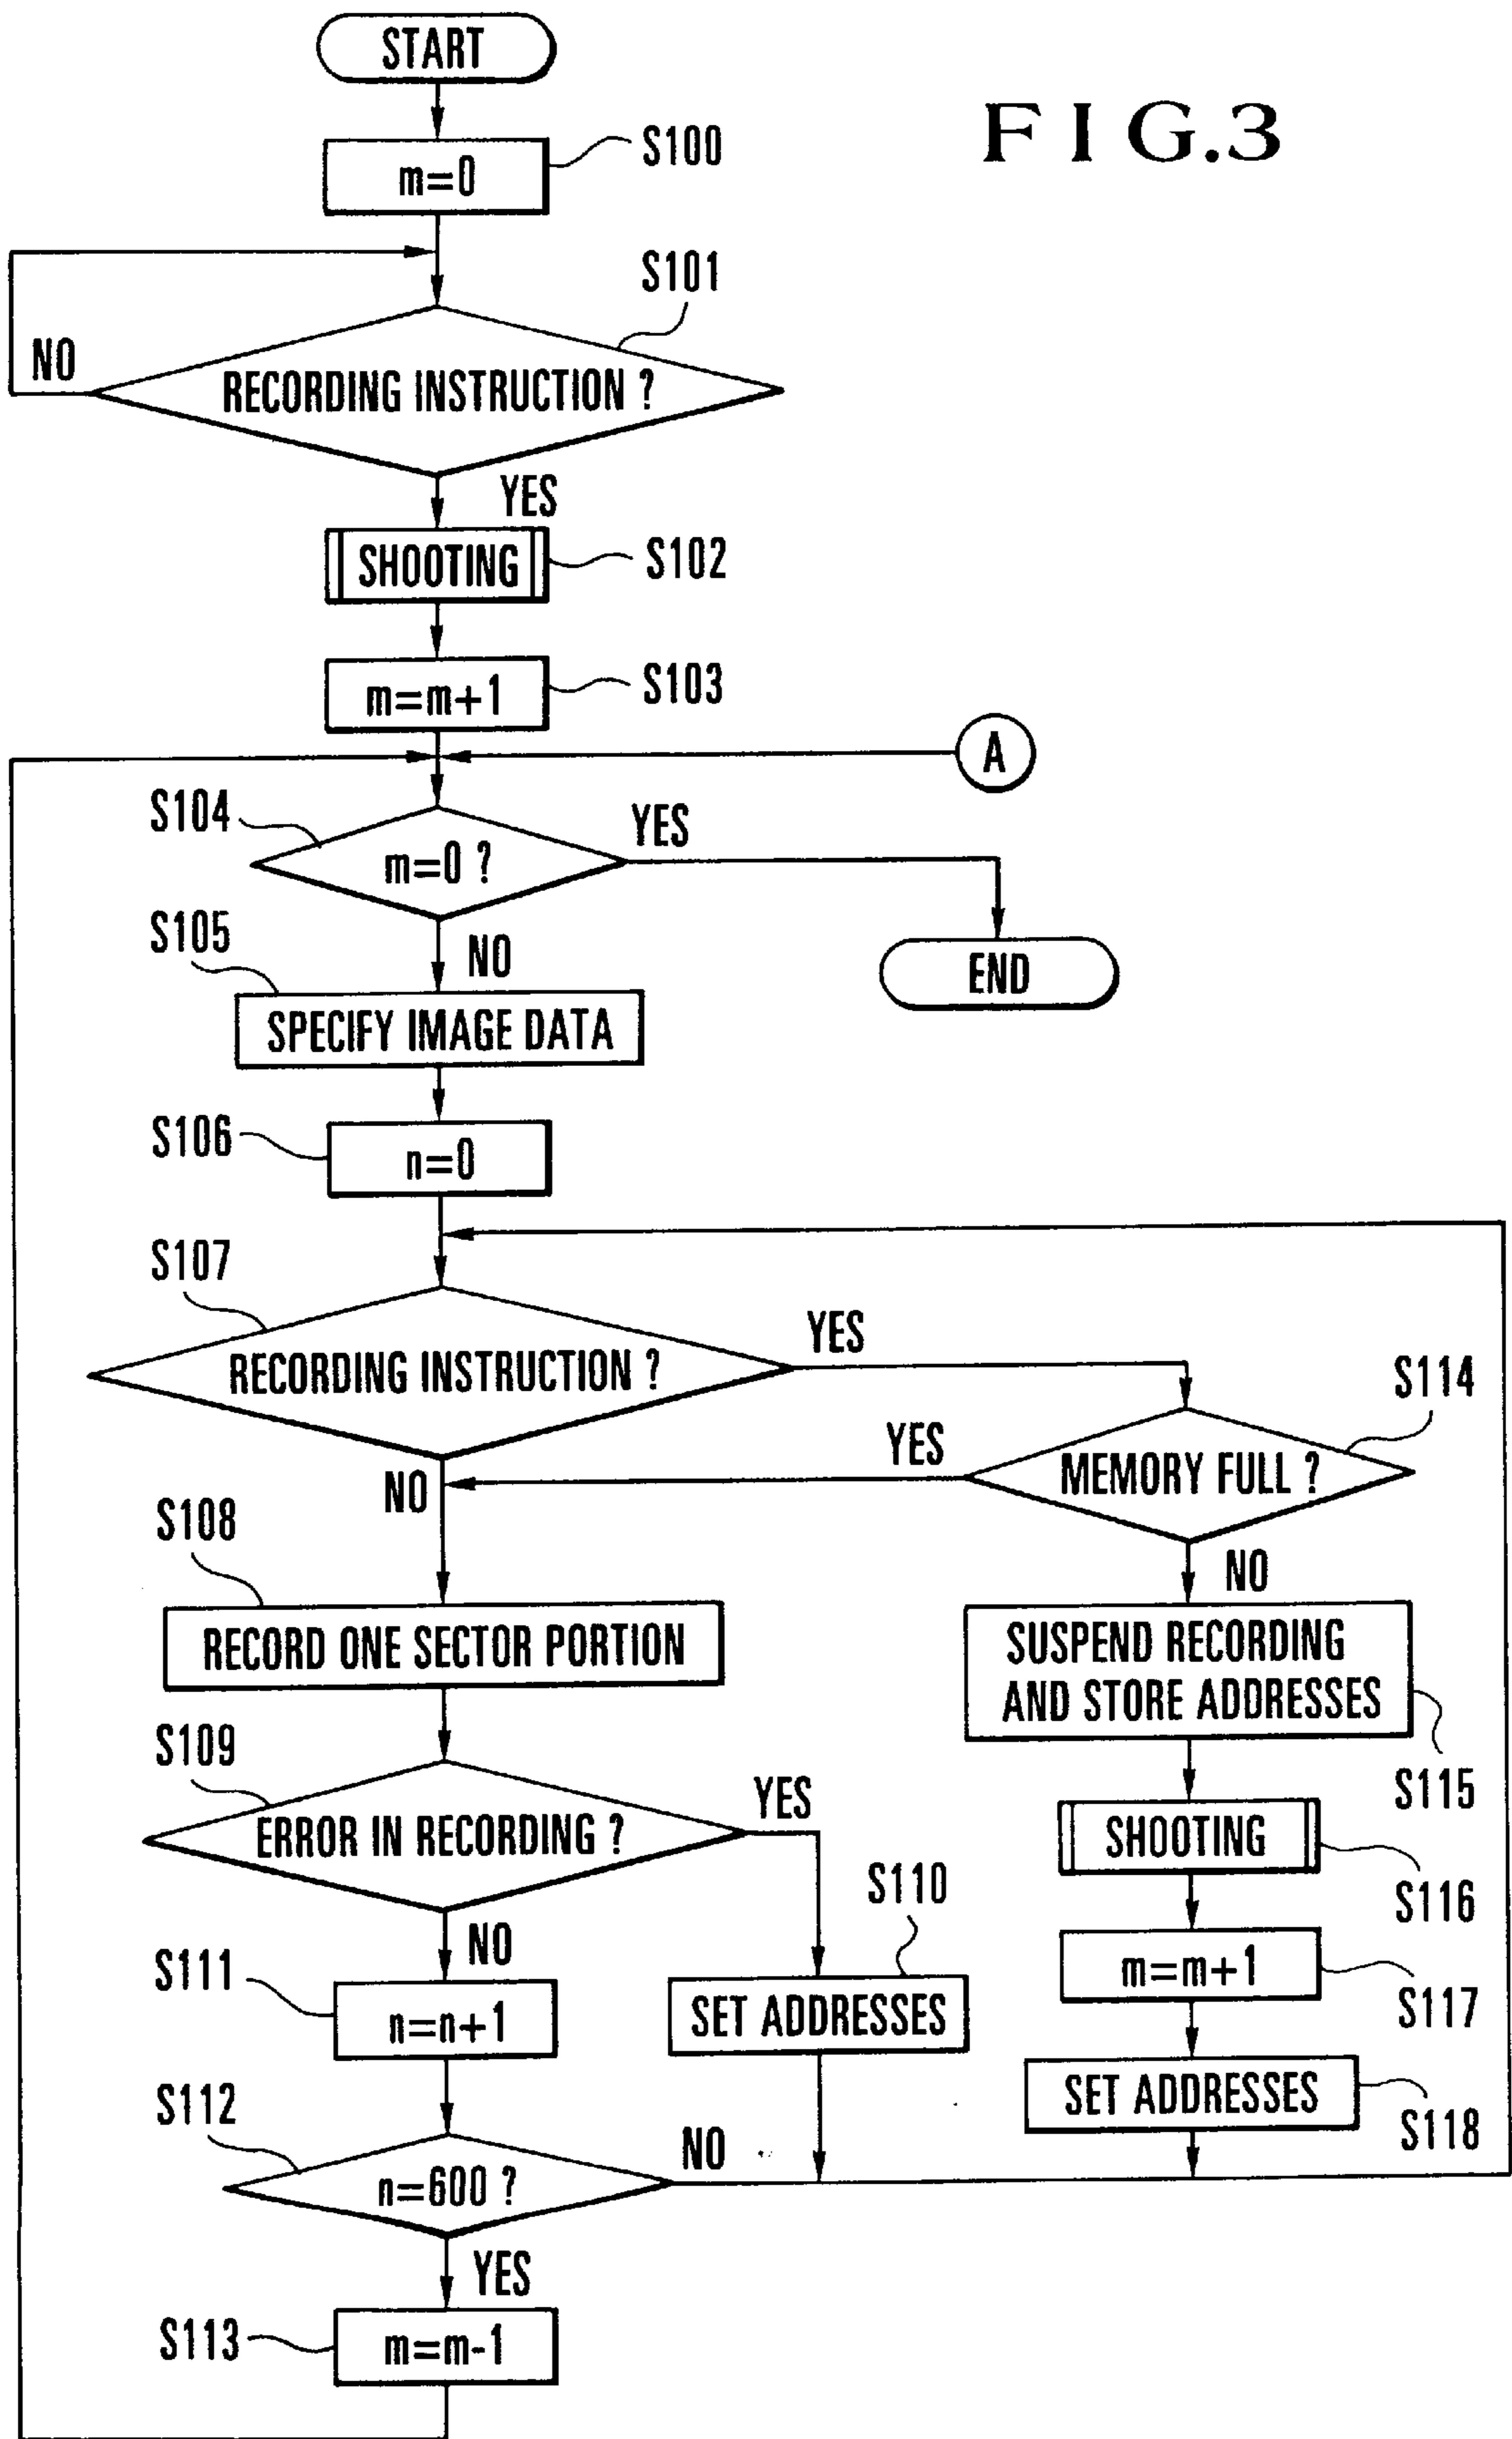 START
FIG.3
S100
m=0
S101
NO
RECORDING INSTRUCTION ?
YES
SHOOTING
S102
m=m+1
S103
A
S104
YES
m=0 ?
S105
NO
END
SPECIFY IMAGE DATA
S106
n=0
S107
YES
RECORDING INSTRUCTION ?
S114
YES
MEMORY FULL ?
NO
S108
NO
RECORD ONE SECTOR PORTION
SUSPEND RECORDING
AND STORE ADDRESSES
S109
YES
S115
ERROR IN RECORDING ?
SHOOTING
S110
S116
NO
S111
m=m+1
n=n+1
SET ADDRESSES
S117
S112
SET ADDRESSES
NO
S118
n=600 ?
YES
S113
m=m-1